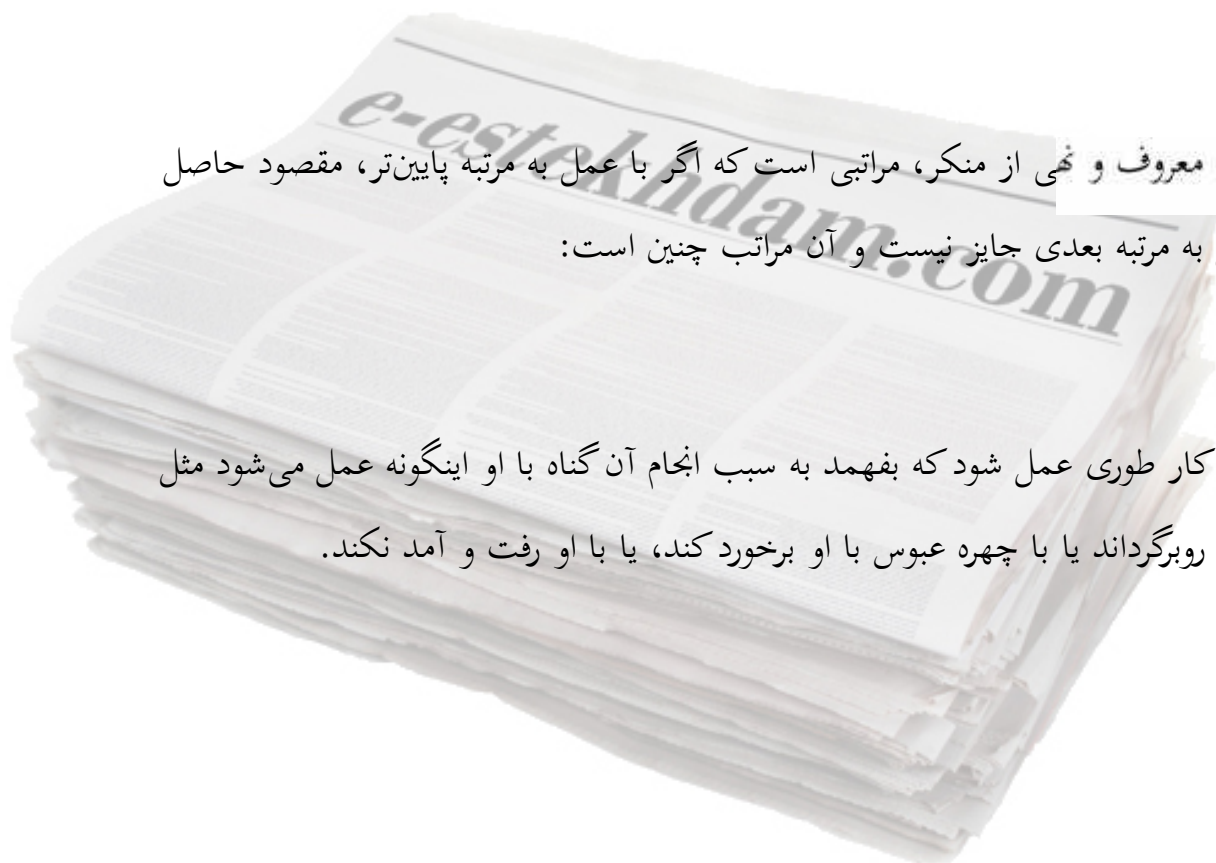 e-estekhdam.com
معروف و نهی از منکر، مراتبی است که اگر با عمل به مرتبه پایین‌تر، مقصود حاصل
به مرتبه بعدی جایز نیست و آن مراتب چنین است:
کار طوری عمل شود که بفهمد به سبب انجام آن گناه با او اینگونه عمل می‌شود مثل
روبرگرداند یا با چهره عبوس با او برخورد کند، یا با او رفت و آمد نکند.